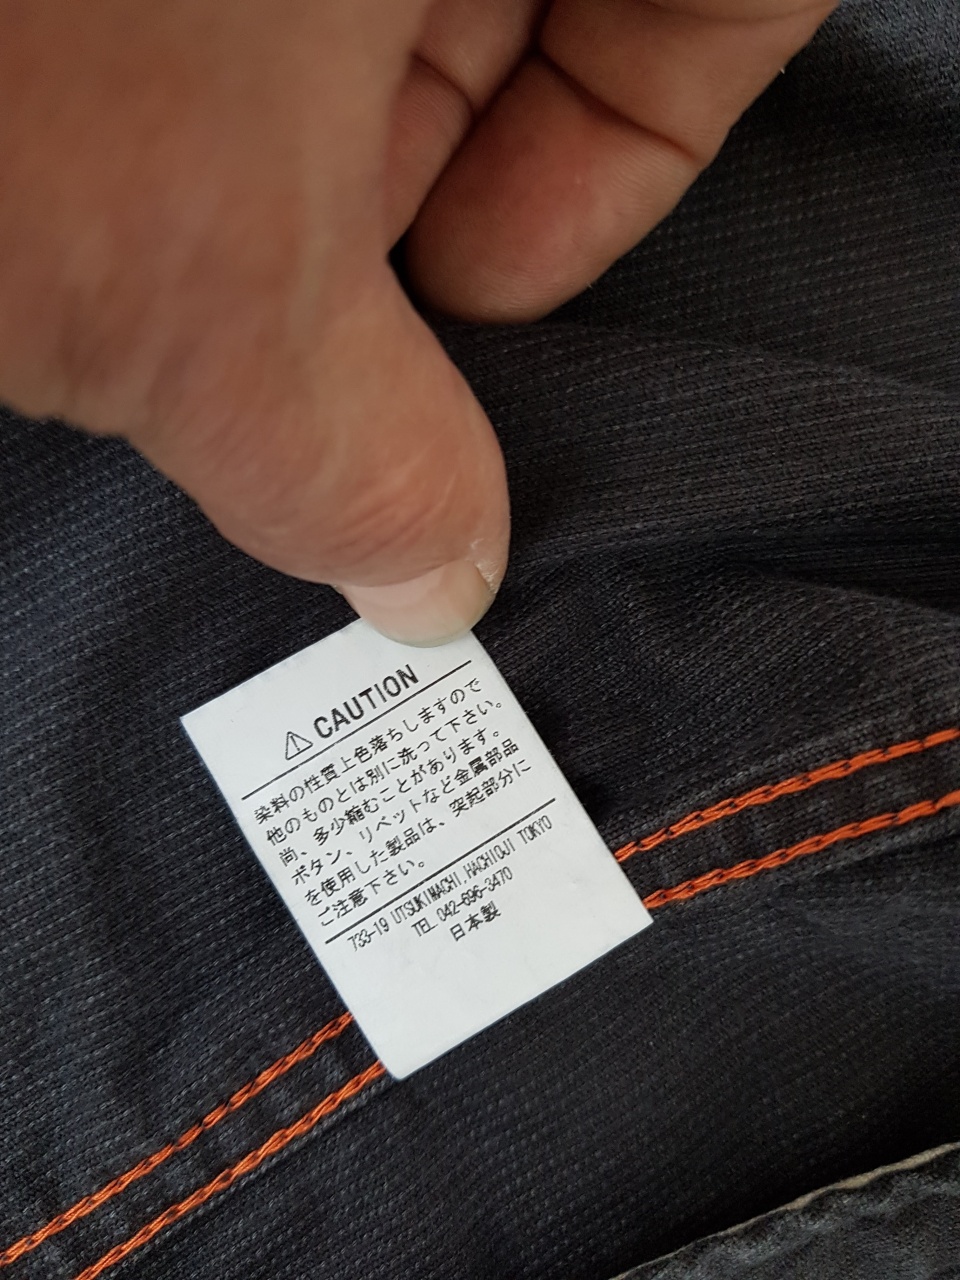 ⚠ CAUTION
染料の性質上色落ちしますので
他のものとは別に洗って下さい。
尚、多少縮むことがあります。
ボタン、リベットなど金属部品
を使用した製品は、突起部分に
ご注意下さい。
733-19 UTSUKIMACHI, HACHIOJI TOKYO
TEL 042-696-3470
日本製